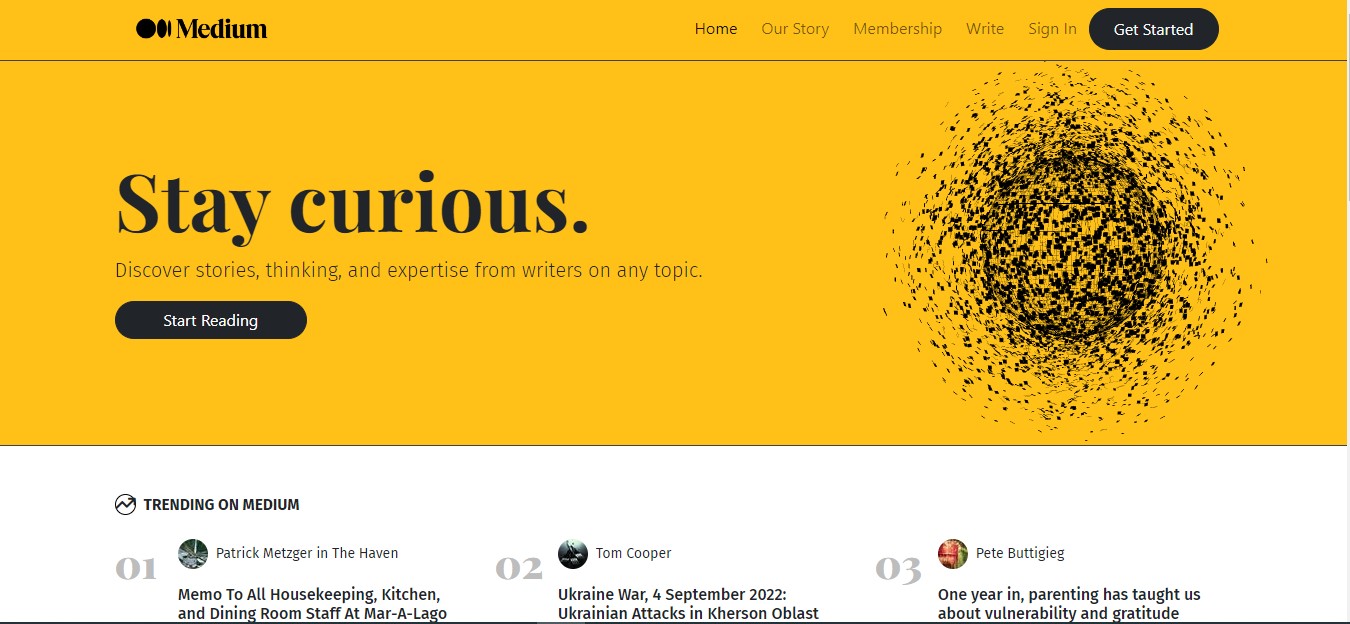 Medium
Home Our Story Membership Write Sign In Get Started
Stay curious.
Discover stories, thinking, and expertise from writers on any topic.
Start Reading
TRENDING ON MEDIUM
01
Patrick Metzger in The Haven
Memo To All Housekeeping, Kitchen,
and Dining Room Staff At Mar-A-Lago
02
Tom Cooper
Ukraine War, 4 September 2022:
Ukrainian Attacks in Kherson Oblast
03
Pete Buttigieg
One year in, parenting has taught us
about vulnerability and gratitude